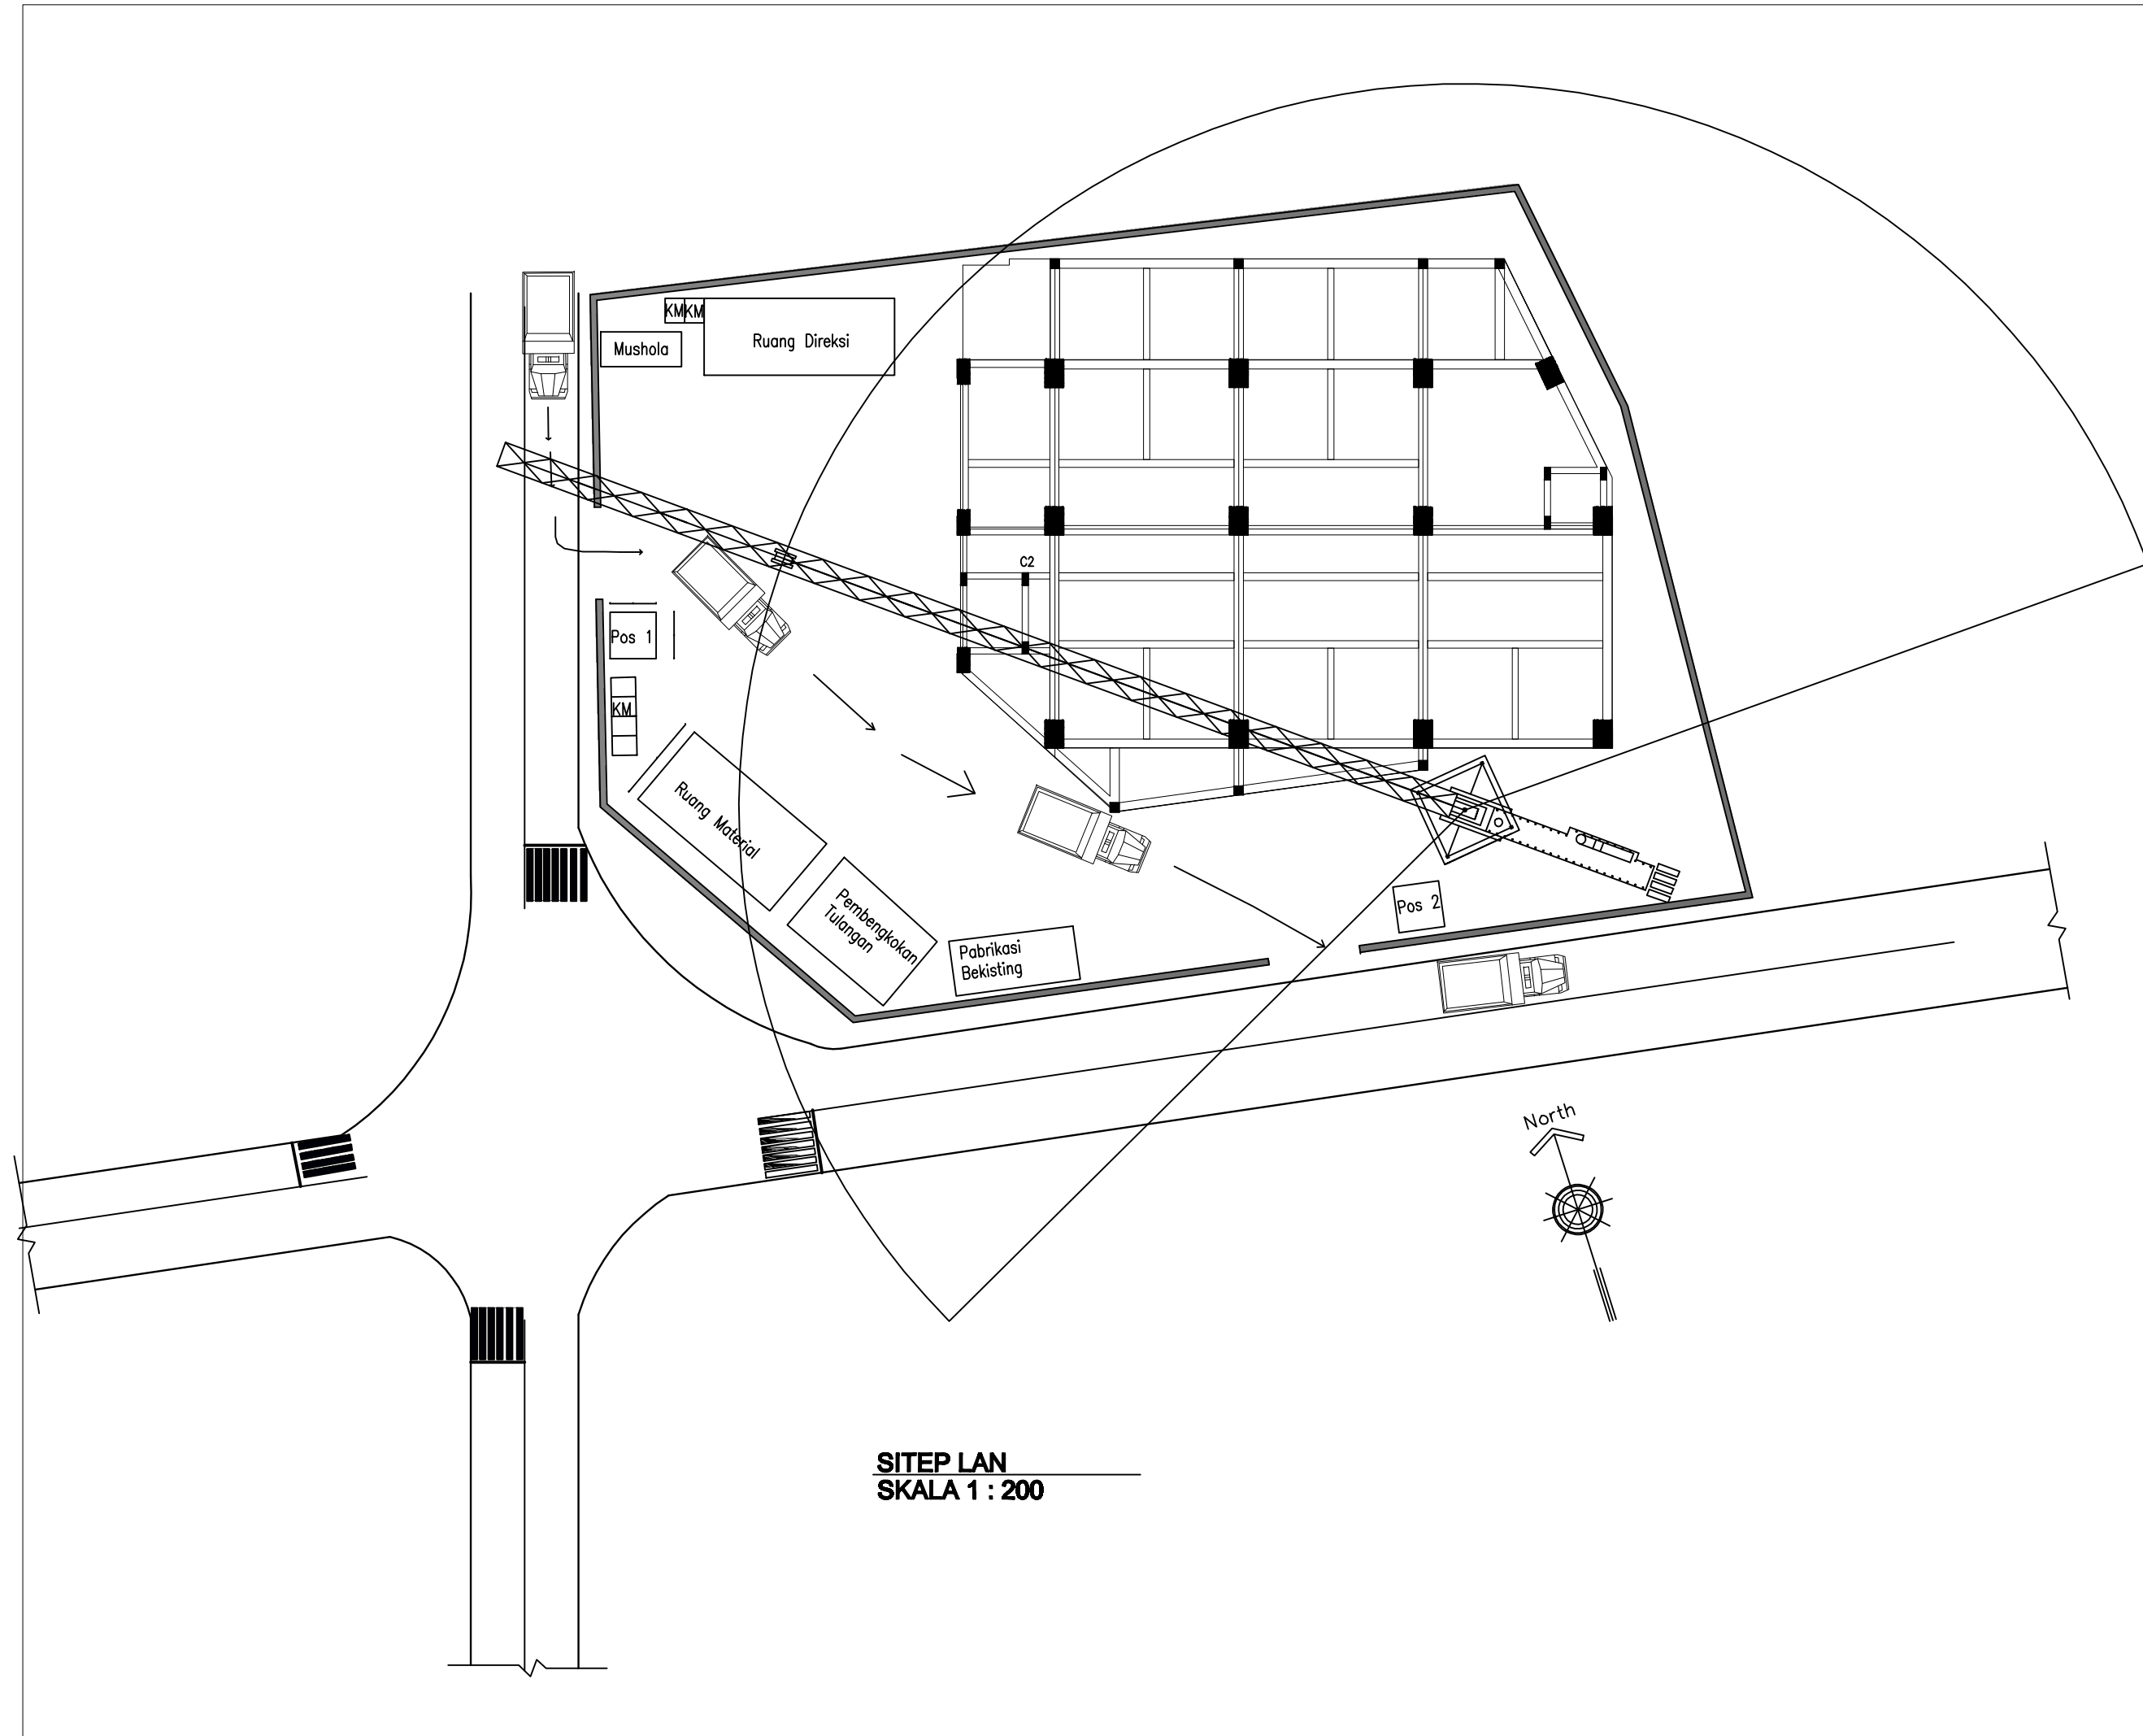 KM KM
Ruang Direksi
Mushola
C2
Pos 1
KM
Ruang Material
Pembengkokan
Tulangan
Pos 2
Pabrikasi
Bekisting
North
SITEP LAN
SKALA 1 : 200